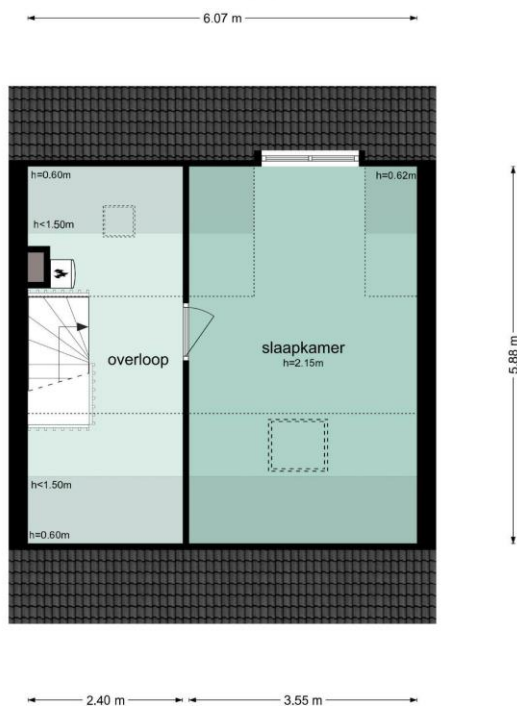 6.07 m
h=0.60m
h=0.62m
h<1.50m
overloop
slaapkamer
h=2.15m
5.88 m
h<1.50m
h=0.60m
2.40 m
3.55 m